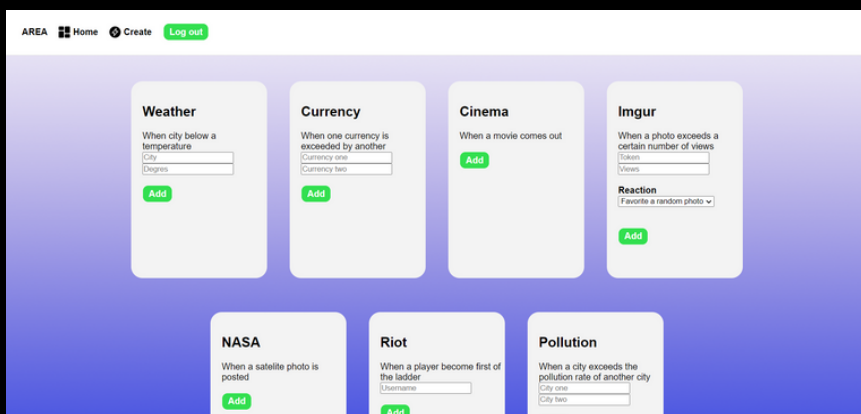 AREA Home Create Log out
Weather
When city below a
temperature
City
Degres
Add
Currency
When one currency is
exceeded by another
Currency one
Currency two
Add
Cinema
When a movie comes out
Add
Imgur
When a photo exceeds a
certain number of views
Token
Views
Reaction
Favorite a random photo
Add
NASA
When a satelite photo is
posted
Add
Riot
When a player become first of
the ladder
Username
Add
Pollution
When a city exceeds the
pollution rate of another city
City one
City two